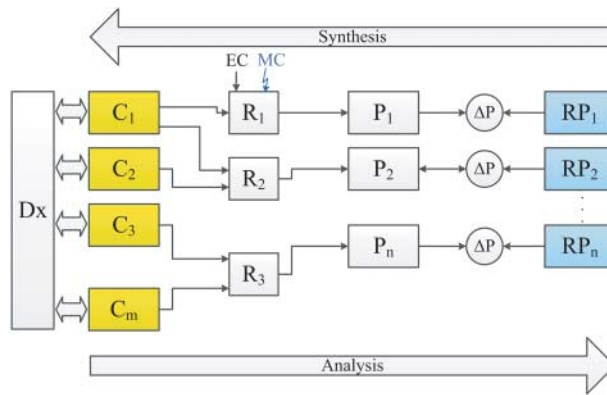 Synthesis
EC MC
C₁ R₁ P₁ ΔP RP₁
C₂ R₂ P₂ ΔP RP₂
Dx
C₃
R₃ Pₙ ΔP RPₙ
Cₘ
Analysis